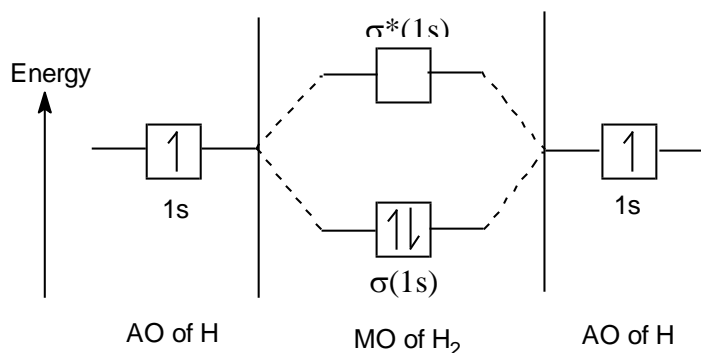 σ*(1s)
Energy
1s
1s
σ(1s)
AO of H
MO of H₂
AO of H